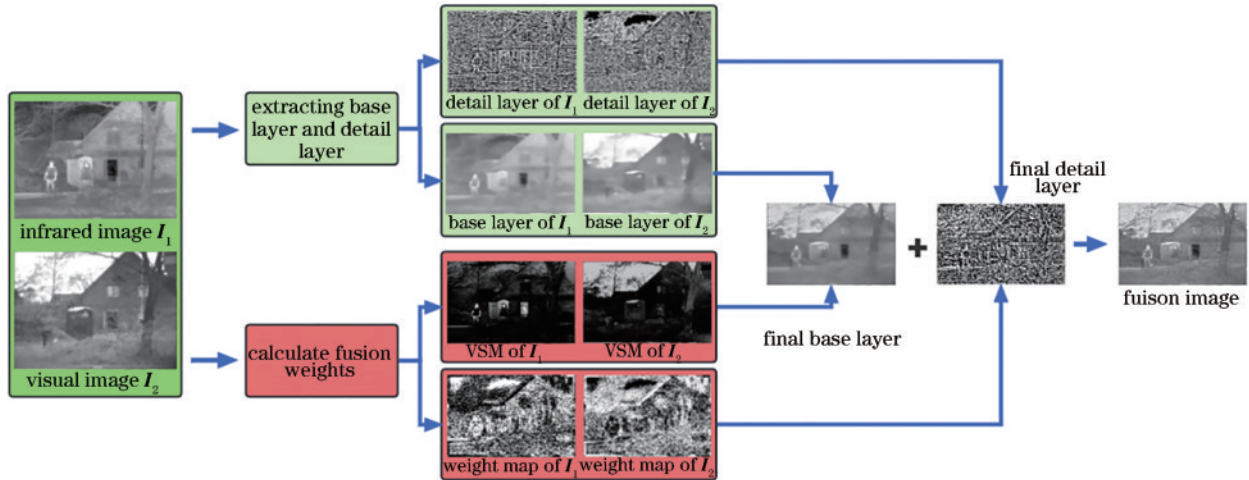 infrared image I₁
visual image I₂
extracting base
layer and detail
layer
calculate fusion
weights
detail layer of I₁
detail layer of I₂
base layer of I₁
base layer of I₂
VSM of I₁
VSM of I₂
weight map of I₁
weight map of I₂
final base layer
+
final detail
layer
fuison image